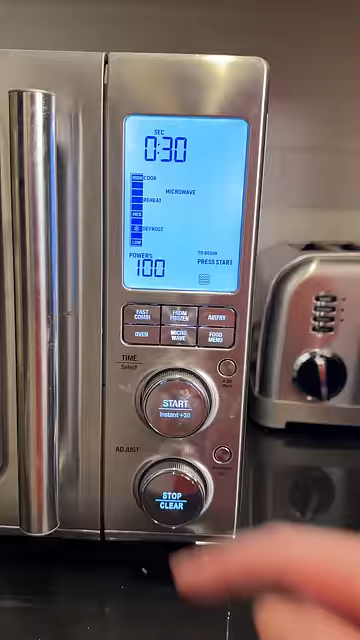 SEC
0:30
HIGH COOK
MICROWAVE
REHEAT
MED
DEFROST
LOW
POWER%
100
TO BEGIN
PRESS START
FAST COMBI
FROM FROZEN
AIRFRY
OVEN
MICRO WAVE
FOOD MENU
TIME
Select
START
Instant +30
ADJUST
STOP
CLEAR